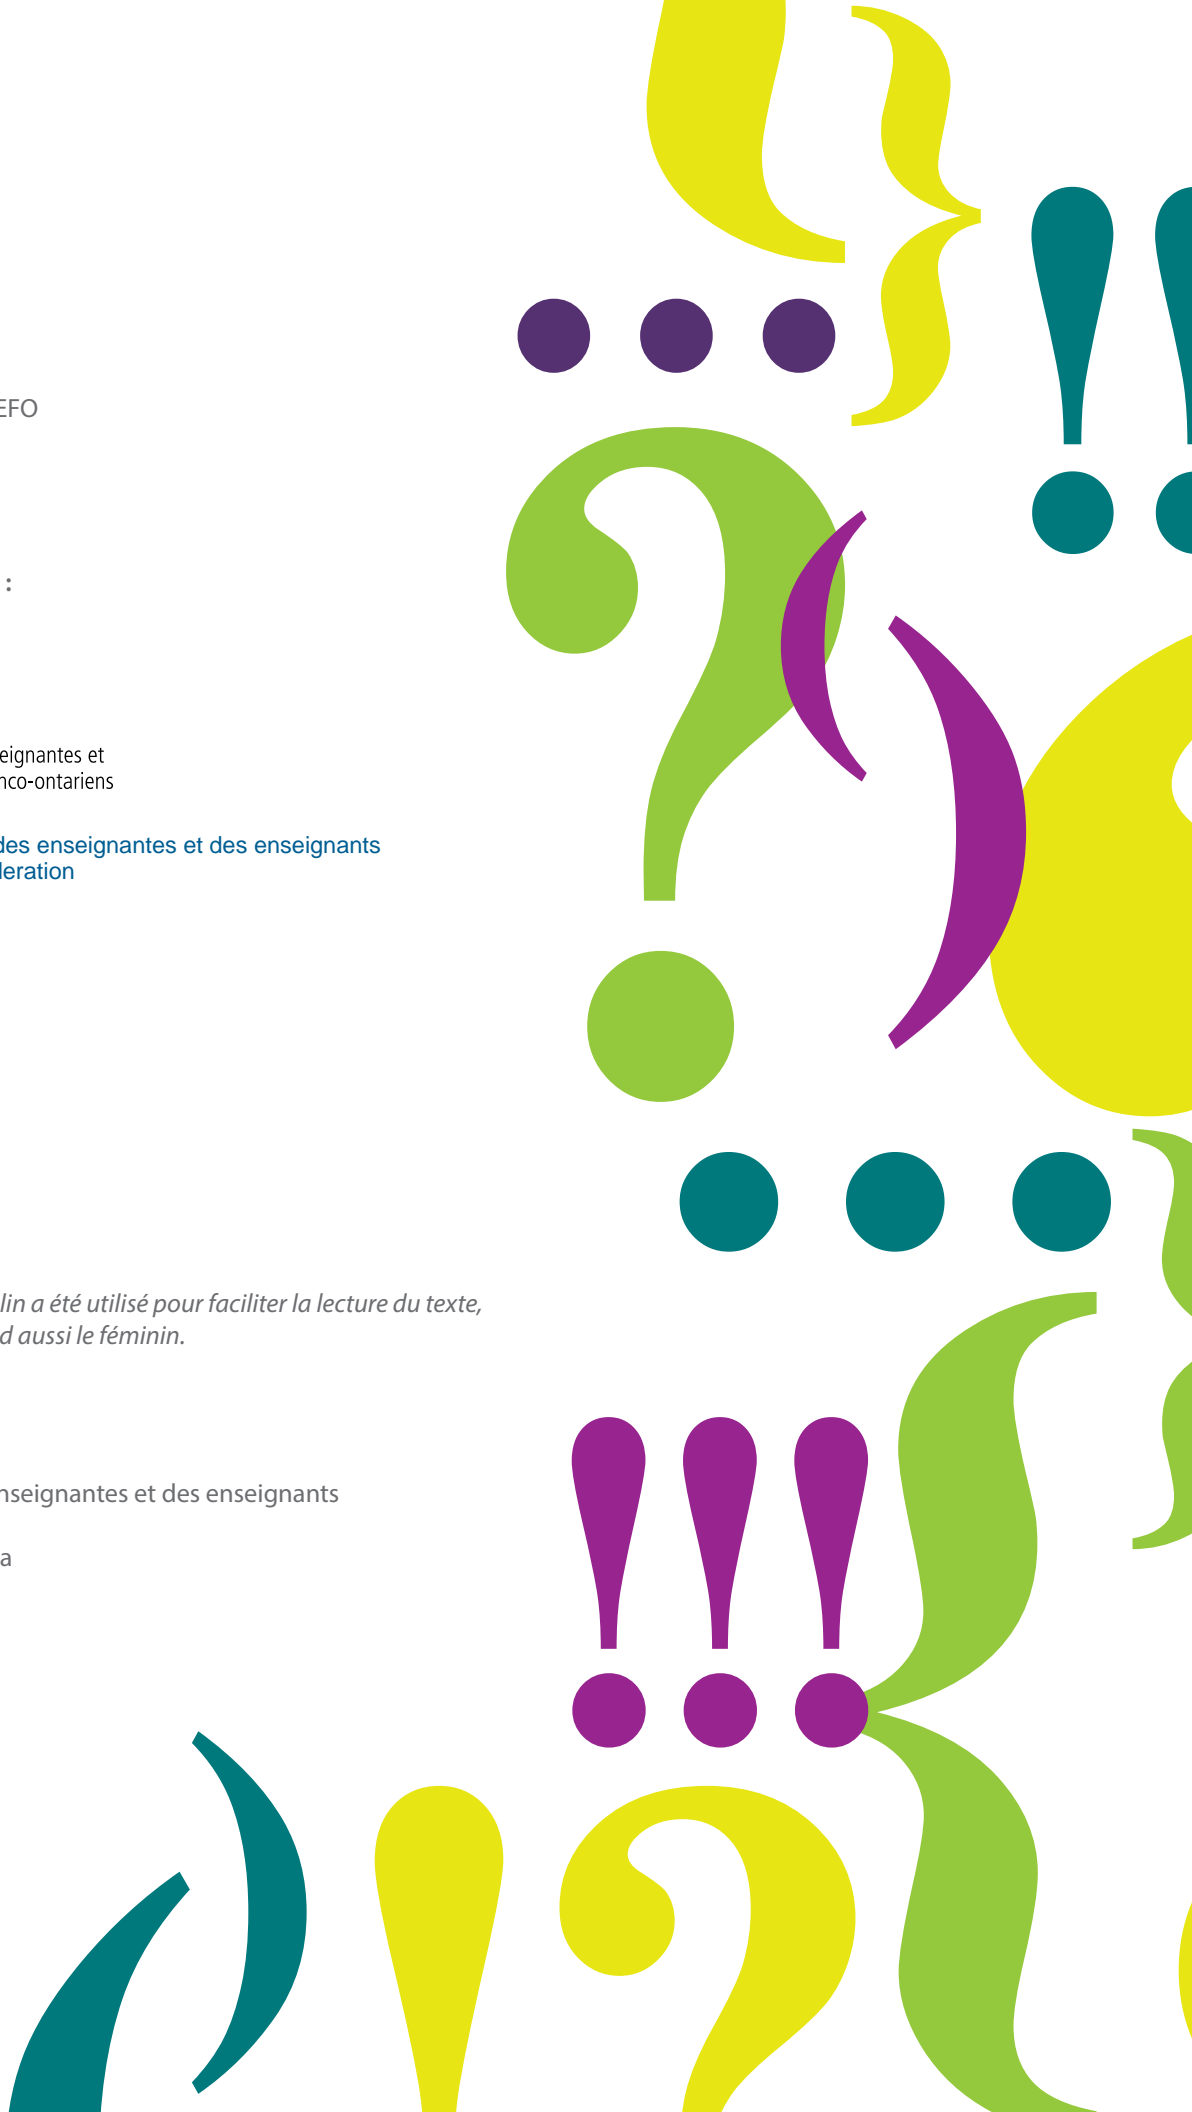 EFO
:
eignantes et
nco-ontariens
des enseignantes et des enseignants
leration
lin a été utilisé pour faciliter la lecture du texte,
d aussi le féminin.
nseignantes et des enseignants
a